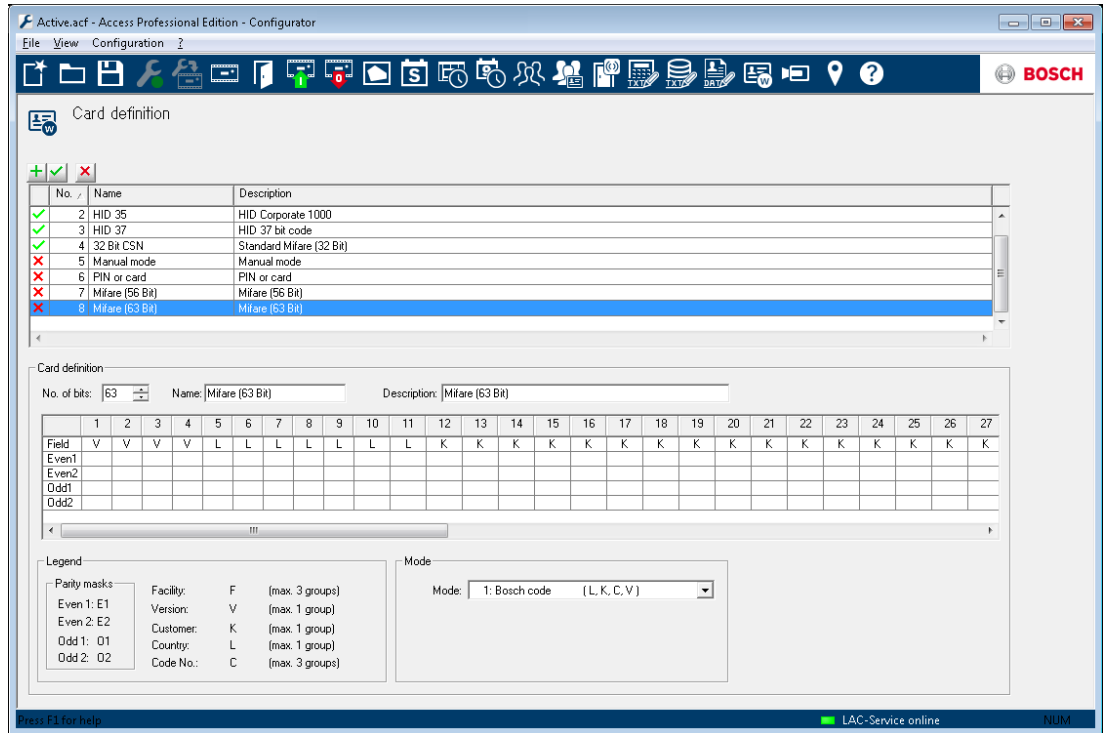 Active.acf - Access Professional Edition - Configurator
File View Configuration ?
BOSCH
Card definition
No. Name Description
2 HID 35 HID Corporate 1000
3 HID 37 HID 37 bit code
4 32 Bit CSN Standard Mifare (32 Bit)
5 Manual mode Manual mode
6 PIN or card PIN or card
7 Mifare (56 Bit) Mifare (56 Bit)
8 Mifare (63 Bit) Mifare (63 Bit)
Card definition
No. of bits: 63 Name: Mifare (63 Bit) Description: Mifare (63 Bit)
1 2 3 4 5 6 7 8 9 10 11 12 13 14 15 16 17 18 19 20 21 22 23 24 25 26 27
Field V V V V L L L L L L L K K K K K K K K K K K K K K K K
Even1
Even2
Odd1
Odd2
Legend
Parity masks
Even 1: E1
Even 2: E2
Odd 1: O1
Odd 2: O2
Facility: F (max. 3 groups)
Version: V (max. 1 group)
Customer: K (max. 1 group)
Country: L (max. 1 group)
Code No.: C (max. 3 groups)
Mode
Mode: 1: Bosch code ( L, K, C, V )
Press F1 for help LAC-Service online NUM